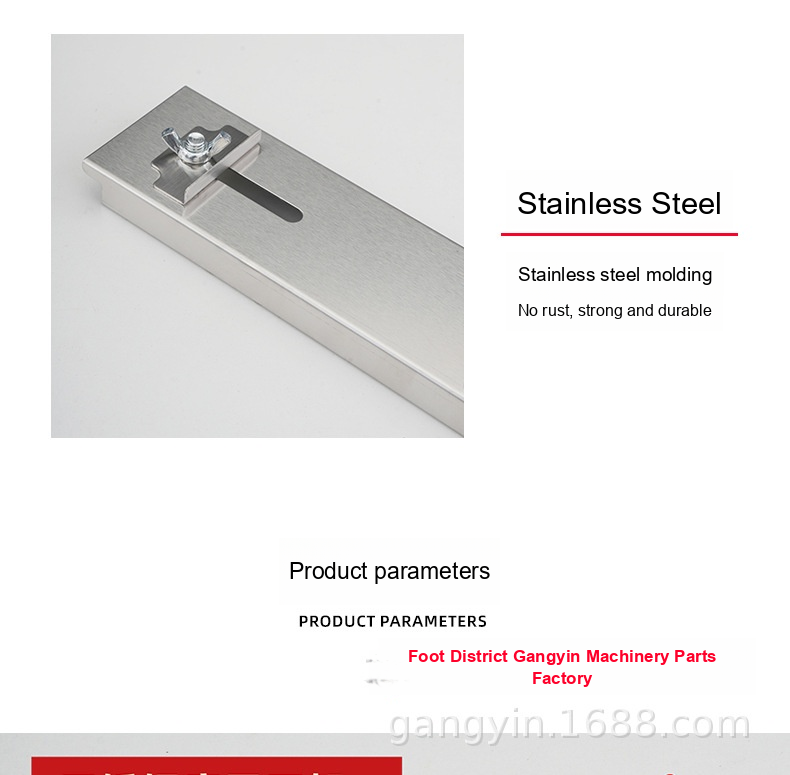 Stainless Steel
Stainless steel molding
No rust, strong and durable
Product parameters
PRODUCT PARAMETERS
Foot District Gangyin Machinery Parts
Factory
gangyin.1688.com